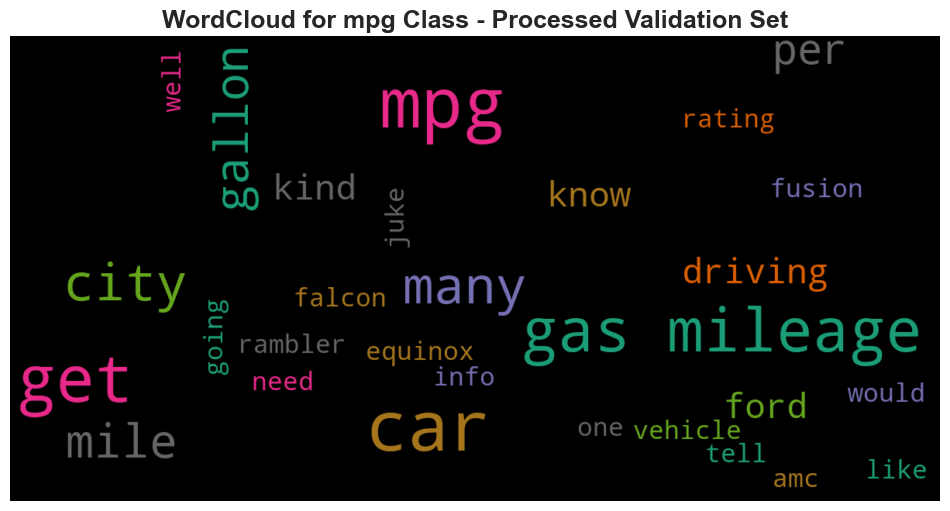 WordCloud for mpg Class - Processed Validation Set
per
well
gallon
mpg
rating
kind
know
fusion
juke
city
many
driving
falcon
going
gas mileage
rambler
equinox
info
need
get
would
ford
car
mile
one
vehicle
tell
like
amc